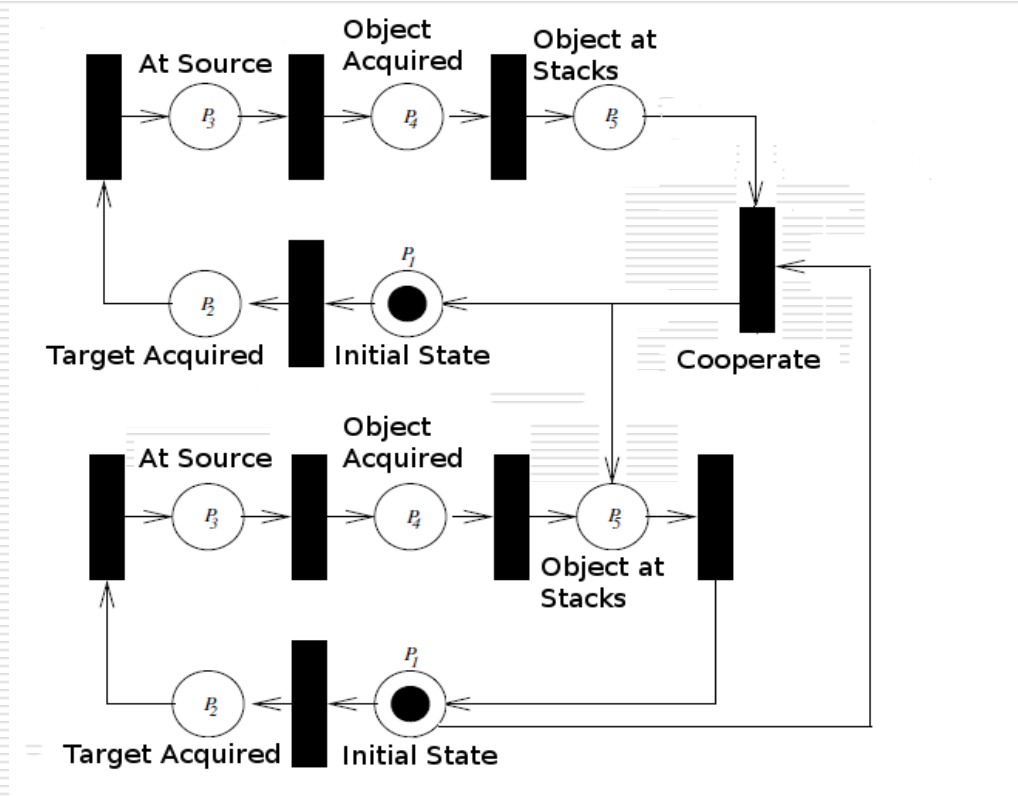 Object
Acquired
Object at
Stacks
At Source
P3
P4
P5
P1
P2
Target Acquired
Initial State
Cooperate
Object
Acquired
At Source
P3
P4
P5
Object at
Stacks
P1
P2
Target Acquired
Initial State